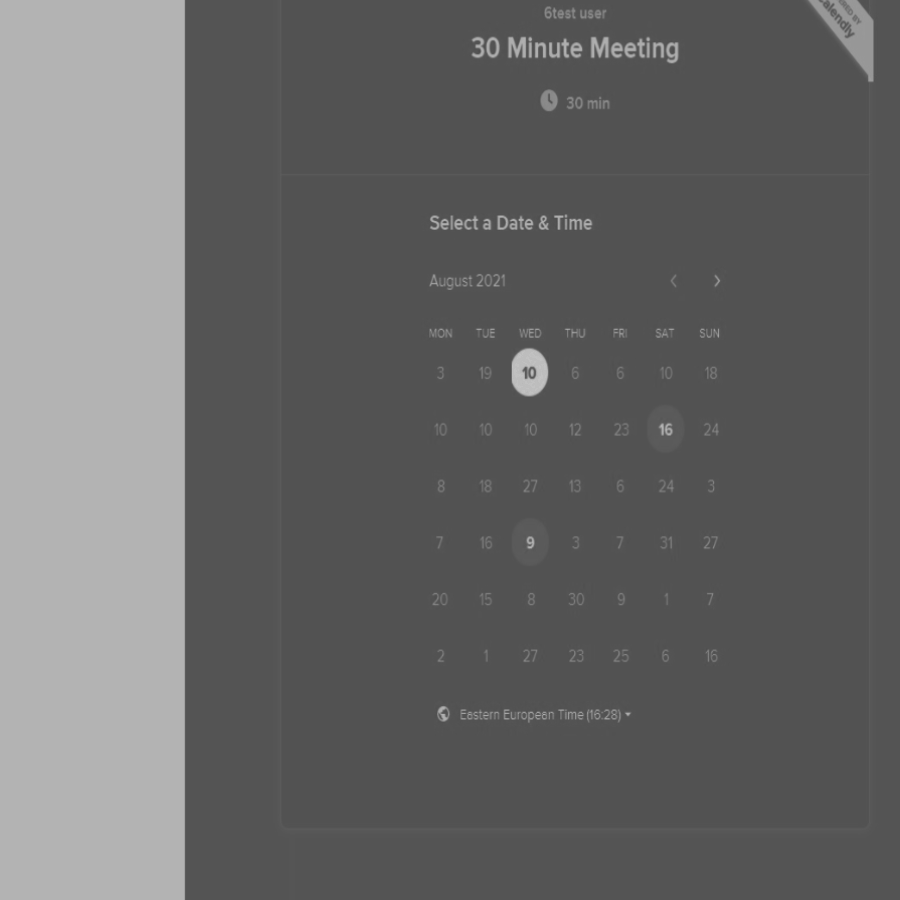 6test user
30 Minute Meeting
30 min
Calendly
Select a Date & Time
August 2021
MON TUE WED THU FRI SAT SUN
3 19 10 6 6 10 18
10 10 10 12 23 16 24
8 18 27 13 6 24 3
7 16 9 3 7 31 27
20 15 8 30 9 1 7
2 1 27 23 25 6 16
Eastern European Time (16:28)